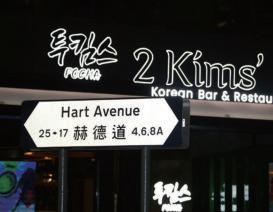 투킴스
POCHA
2 Kims'
Korean Bar & Restau
Hart Avenue
25-17 赫德道 4,6,8A
투킴스